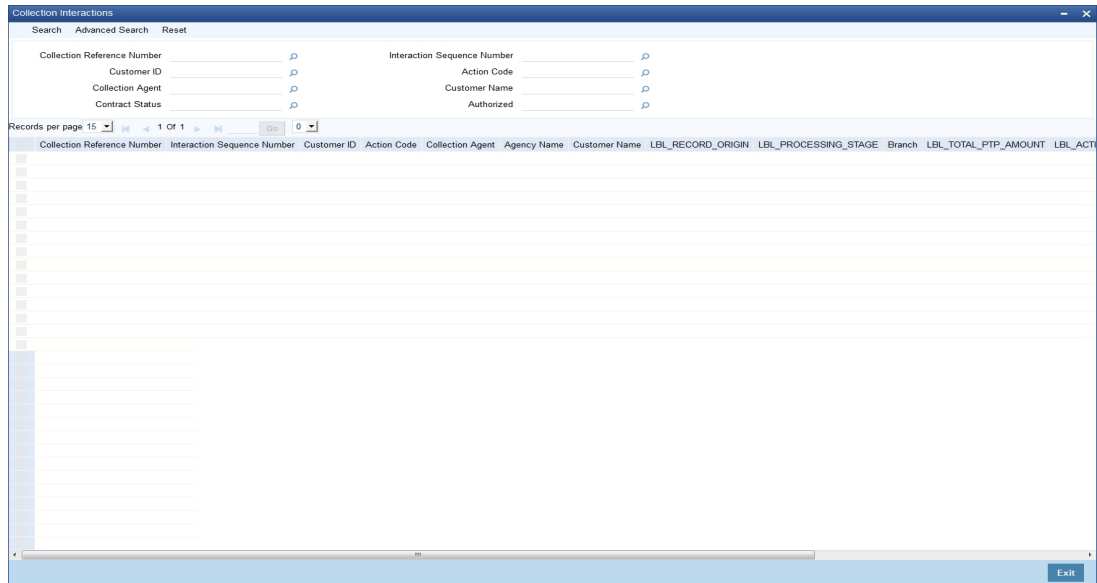 Collection Interactions
Search Advanced Search Reset
Collection Reference Number Interaction Sequence Number
Customer ID Action Code
Collection Agent Customer Name
Contract Status Authorized
Records per page 15 1 Of 1 Go 0
Collection Reference Number Interaction Sequence Number Customer ID Action Code Collection Agent Agency Name Customer Name LBL_RECORD_ORIGIN LBL_PROCESSING_STAGE Branch LBL_TOTAL_PTP_AMOUNT LBL_ACTI
Exit